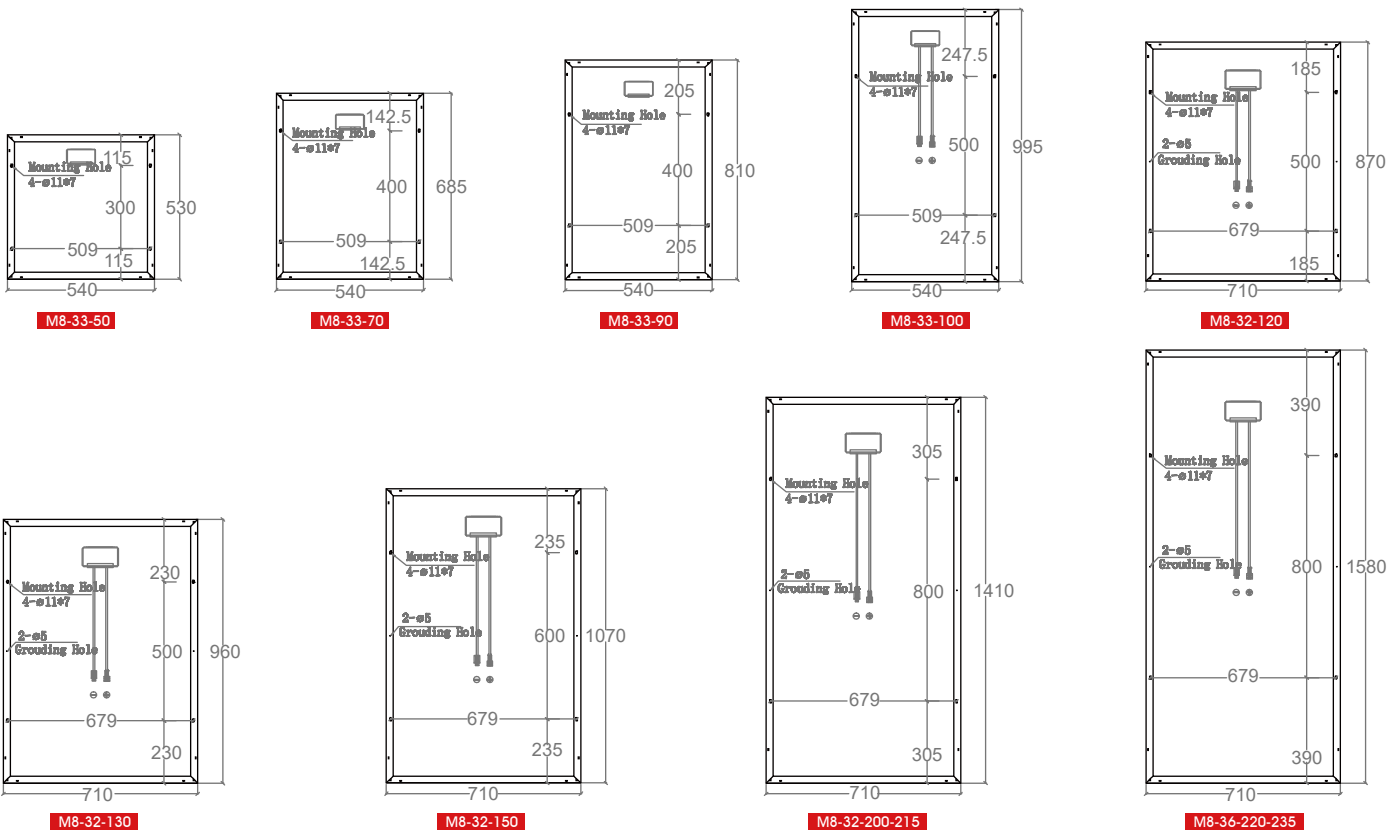 115
Mounting Hole
4-ø11*7
300
530
509
115
540
M8-33-50
142.5
Mounting Hole
4-ø11*7
400
685
509
142.5
540
M8-33-70
205
Mounting Hole
4-ø11*7
400
810
509
205
540
M8-33-90
247.5
Mounting Hole
4-ø11*7
500
995
509
247.5
540
M8-33-100
185
Mounting Hole
4-ø11*7
2-ø5
Grouding Hole
500
870
679
185
710
M8-32-120
230
Mounting Hole
4-ø11*7
2-ø5
Grouding Hole
500
960
679
230
710
M8-32-130
235
Mounting Hole
4-ø11*7
2-ø5
Grouding Hole
600
1070
679
235
710
M8-32-150
305
Mounting Hole
4-ø11*7
2-ø5
Grouding Hole
800
1410
679
305
710
M8-32-200-215
390
Mounting Hole
4-ø11*7
2-ø5
Grouding Hole
800
1580
679
390
710
M8-36-220-235